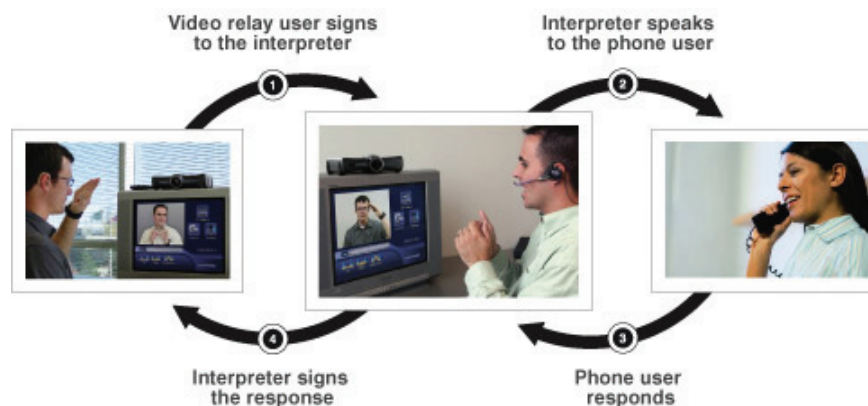 Video relay user signs
to the interpreter
1
Interpreter speaks
to the phone user
2
3
Phone user
responds
4
Interpreter signs
the response